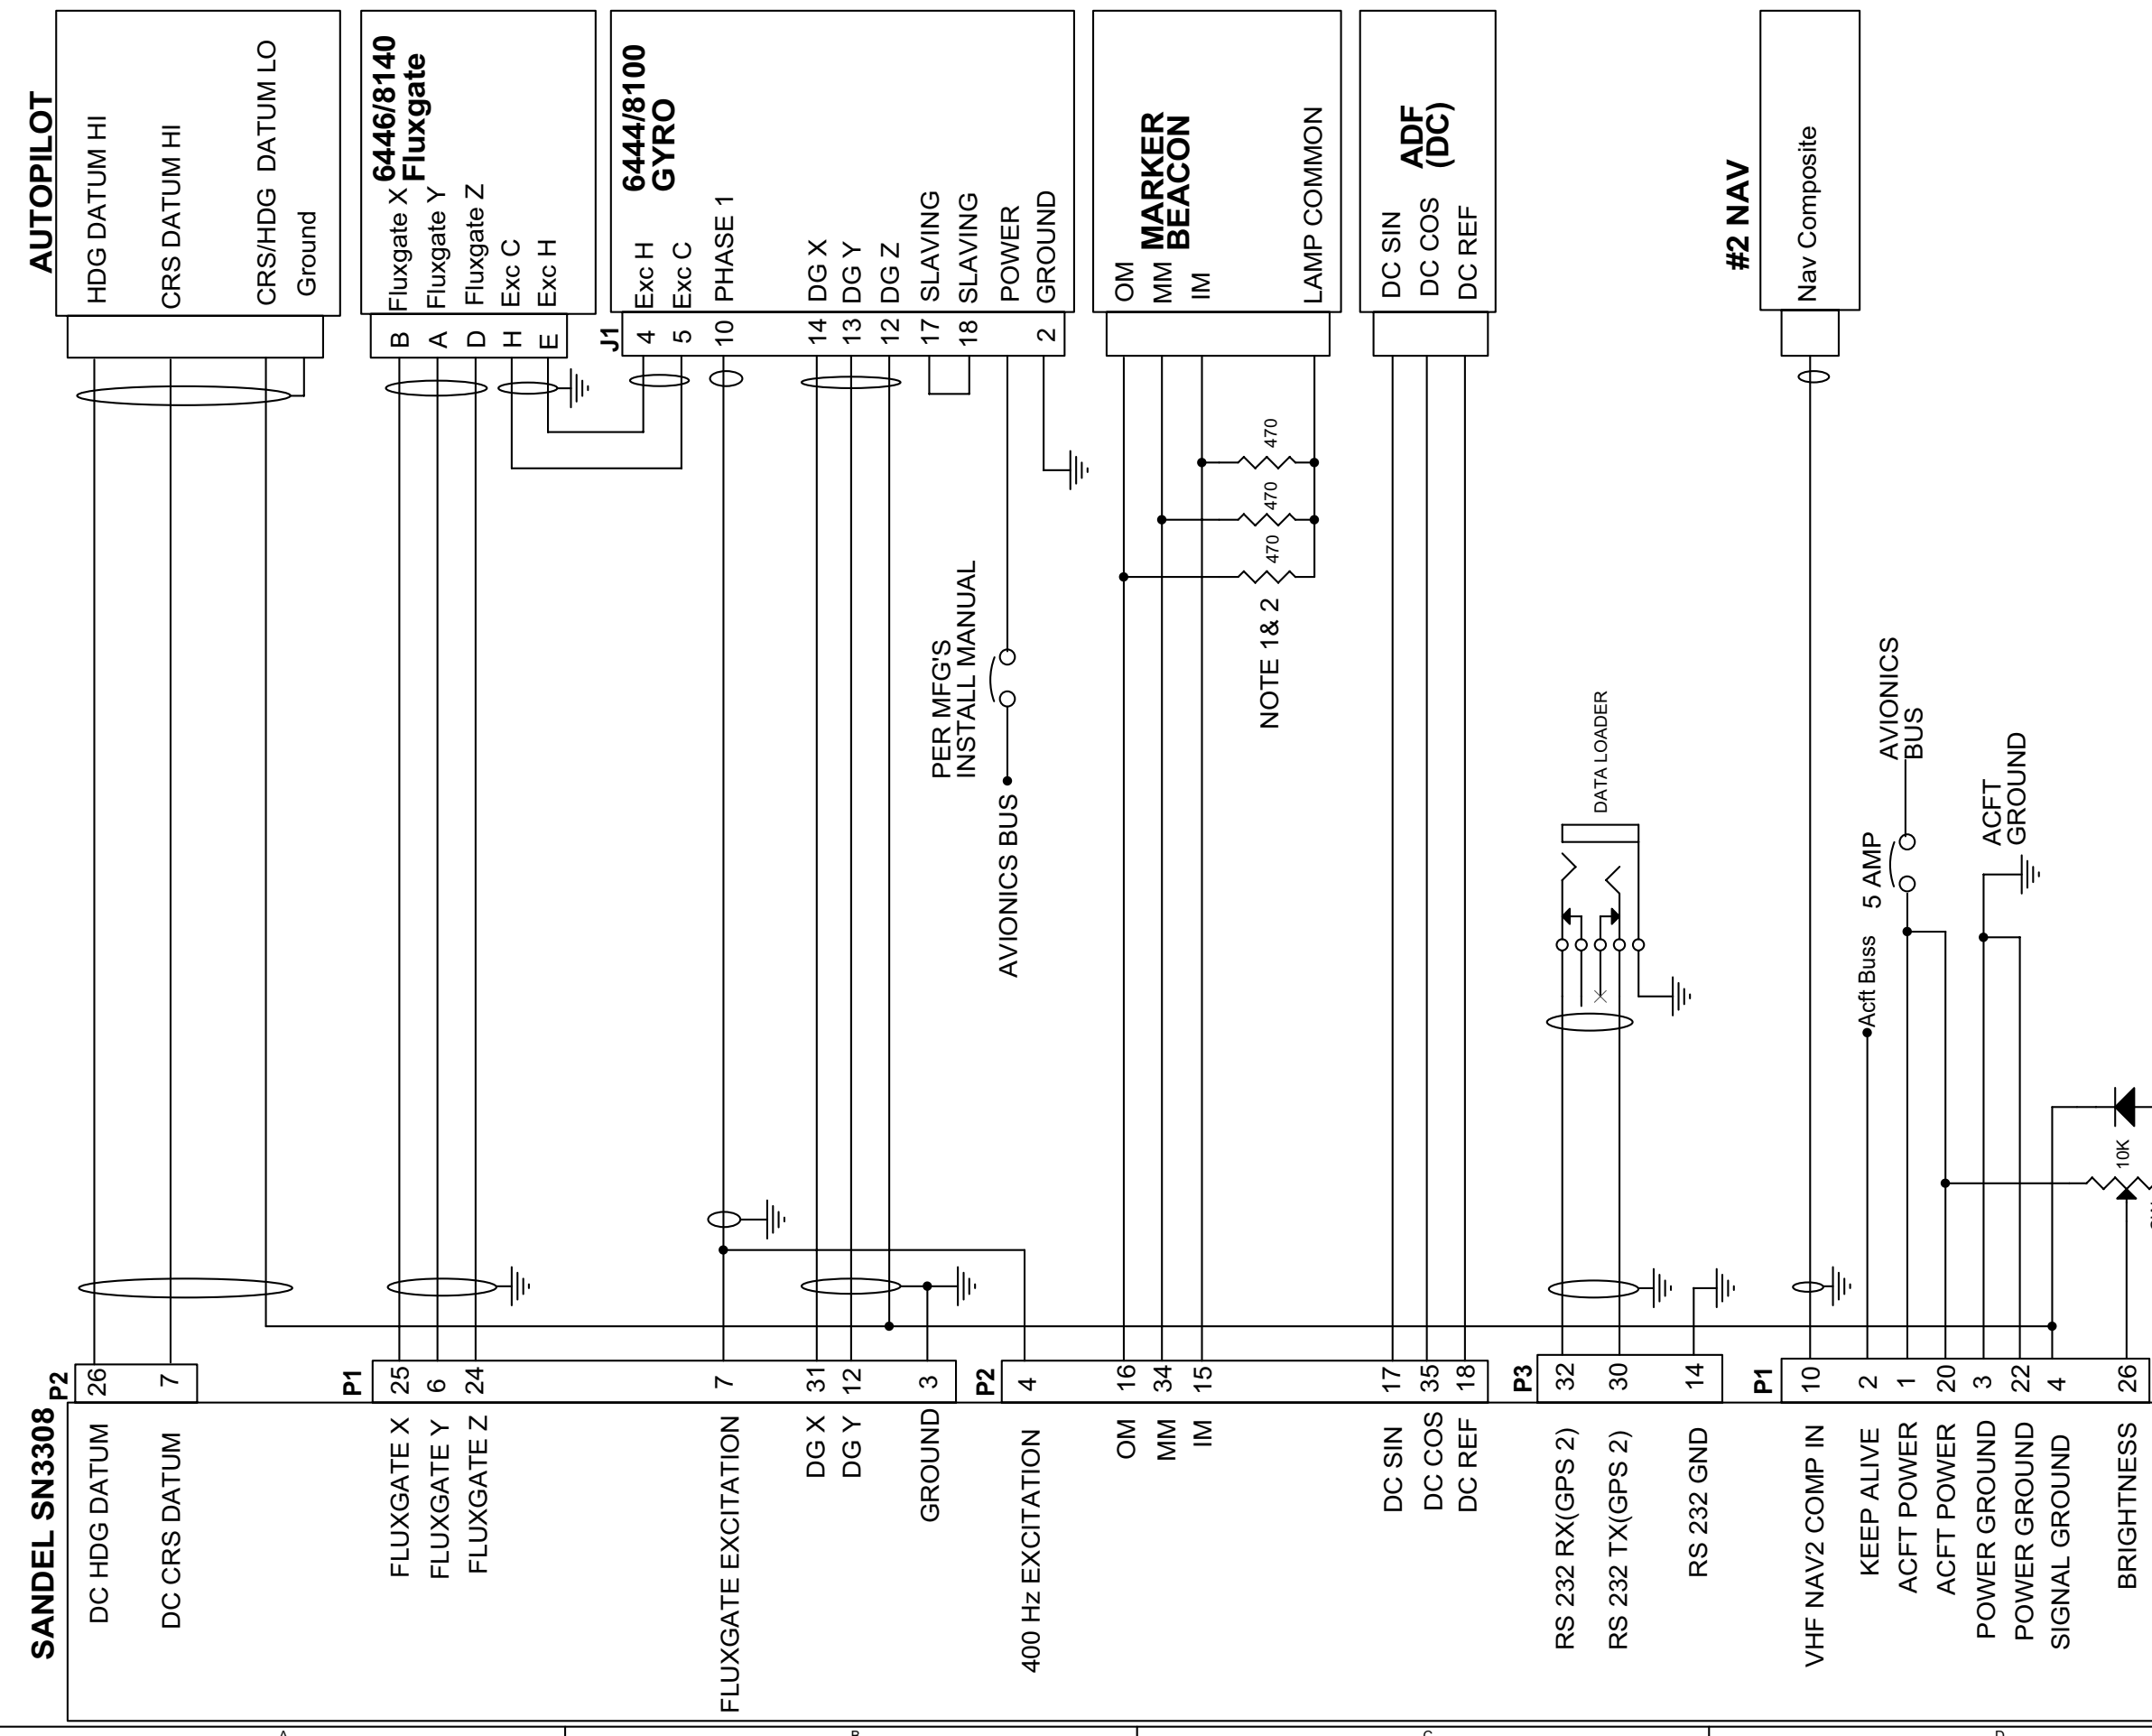 AUTOPILOT
HDG DATUM HI
CRS DATUM HI
CRS/HDG DATUM LO
Ground
6446/8140
Fluxgate
Fluxgate X
Fluxgate Y
Fluxgate Z
Exc C
Exc H
B
A
D
H
E
6444/8100
GYRO
Exc H
Exc C
PHASE 1
DG X
DG Y
DG Z
SLAVING
SLAVING
POWER
GROUND
J1
4
5
10
14
13
12
17
18
2
MARKER
BEACON
OM
MM
IM
LAMP COMMON
470
470
470
NOTE 1& 2
ADF
(DC)
DC SIN
DC COS
DC REF
#2 NAV
Nav Composite
PER MFG'S
INSTALL MANUAL
AVIONICS BUS
DATA LOADER
AVIONICS
BUS
5 AMP
Acft Buss
ACFT
GROUND
10K
SANDEL SN3308
P2
26
7
DC HDG DATUM
DC CRS DATUM
P1
25
6
24
7
31
12
3
FLUXGATE X
FLUXGATE Y
FLUXGATE Z
FLUXGATE EXCITATION
DG X
DG Y
GROUND
P2
4
16
34
15
17
35
18
400 Hz EXCITATION
OM
MM
IM
DC SIN
DC COS
DC REF
P3
32
30
14
RS 232 RX(GPS 2)
RS 232 TX(GPS 2)
RS 232 GND
P1
10
2
1
20
3
22
4
26
VHF NAV2 COMP IN
KEEP ALIVE
ACFT POWER
ACFT POWER
POWER GROUND
POWER GROUND
SIGNAL GROUND
BRIGHTNESS